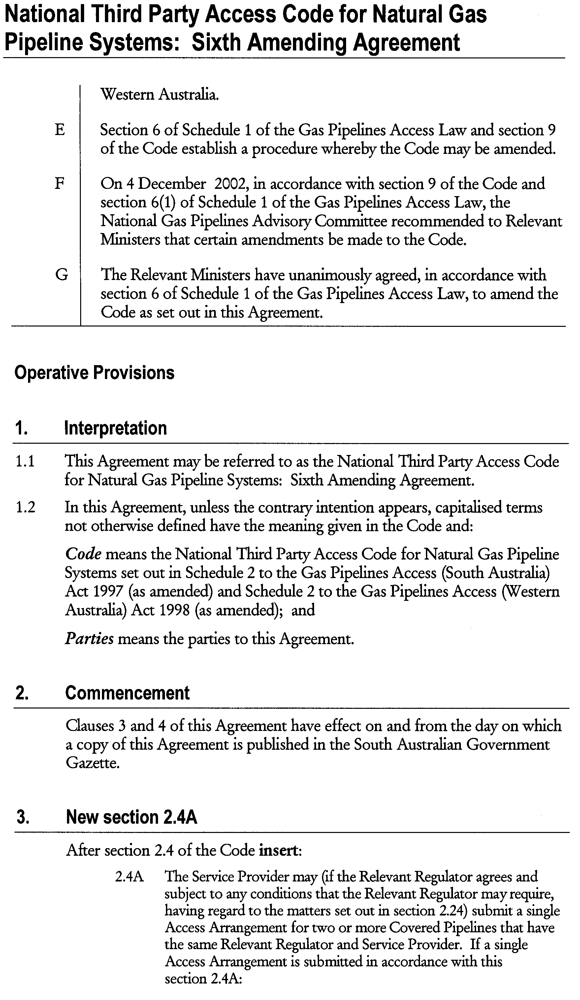 National Third Party Access Code for Natural Gas
Pipeline Systems: Sixth Amending Agreement
Western Australia.
E Section 6 of Schedule 1 of the Gas Pipelines Access Law and section 9
of the Code establish a procedure whereby the Code may be amended.
F On 4 December 2002, in accordance with section 9 of the Code and
section 6(1) of Schedule 1 of the Gas Pipelines Access Law, the
National Gas Pipelines Advisory Committee recommended to Relevant
Ministers that certain amendments be made to the Code.
G The Relevant Ministers have unanimously agreed, in accordance with
section 6 of Schedule 1 of the Gas Pipelines Access Law, to amend the
Code as set out in this Agreement.
Operative Provisions
1. Interpretation
1.1 This Agreement may be referred to as the National Third Party Access Code
for Natural Gas Pipeline Systems: Sixth Amending Agreement.
1.2 In this Agreement, unless the contrary intention appears, capitalised terms
not otherwise defined have the meaning given in the Code and:
Code means the National Third Party Access Code for Natural Gas Pipeline
Systems set out in Schedule 2 to the Gas Pipelines Access (South Australia)
Act 1997 (as amended) and Schedule 2 to the Gas Pipelines Access (Western
Australia) Act 1998 (as amended); and
Parties means the parties to this Agreement.
2. Commencement
Clauses 3 and 4 of this Agreement have effect on and from the day on which
a copy of this Agreement is published in the South Australian Government
Gazette.
3. New section 2.4A
After section 2.4 of the Code insert:
2.4A The Service Provider may (if the Relevant Regulator agrees and
subject to any conditions that the Relevant Regulator may require,
having regard to the matters set out in section 2.24) submit a single
Access Arrangement for two or more Covered Pipelines that have
the same Relevant Regulator and Service Provider. If a single
Access Arrangement is submitted in accordance with this
section 2.4A: